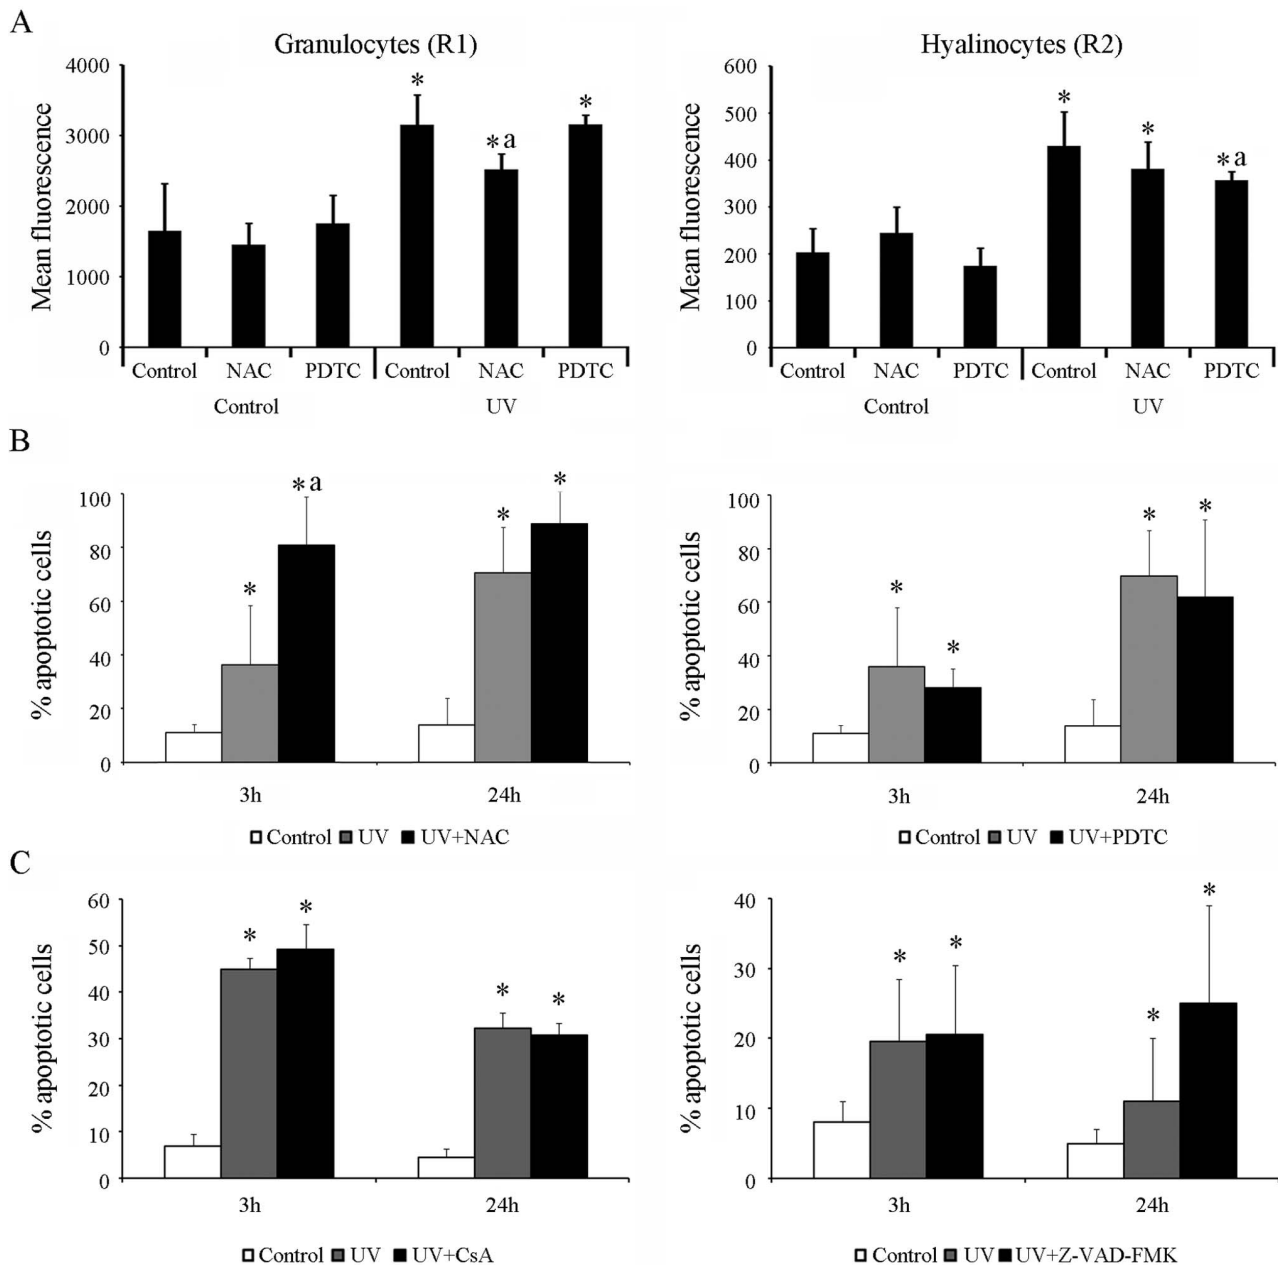 A
Granulocytes (R1)
Hyalinocytes (R2)
Mean fluorescence
4000
3000
2000
1000
0
*
*a
*
Control NAC PDTC Control NAC PDTC
Control UV
Mean fluorescence
600
500
400
300
200
100
0
*
*
*a
Control NAC PDTC Control NAC PDTC
Control UV
B
% apoptotic cells
100
80
60
40
20
0
*
*a
*
*
3h 24h
Control UV UV+NAC
% apoptotic cells
100
80
60
40
20
0
*
*
*
*
3h 24h
Control UV UV+PDTC
C
% apoptotic cells
60
50
40
30
20
10
0
*
*
*
*
3h 24h
Control UV UV+CsA
% apoptotic cells
40
30
20
10
0
*
*
*
*
3h 24h
Control UV UV+Z-VAD-FMK